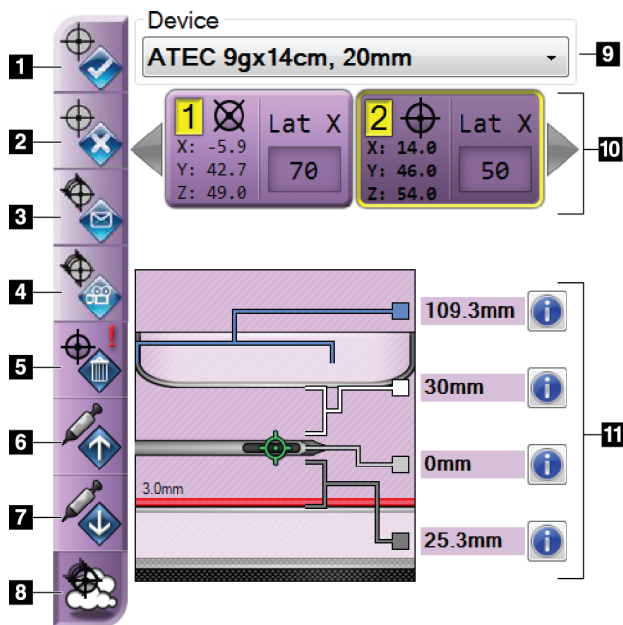 Device
1
ATEC 9gx14cm, 20mm
9
2
1
Lat X
X: -5.9
Y: 42.7
Z: 49.0
70
2
Lat X
X: 14.0
Y: 46.0
Z: 54.0
50
10
3
4
109.3mm
5
!
30mm
6
0mm
11
7
3.0mm
25.3mm
8